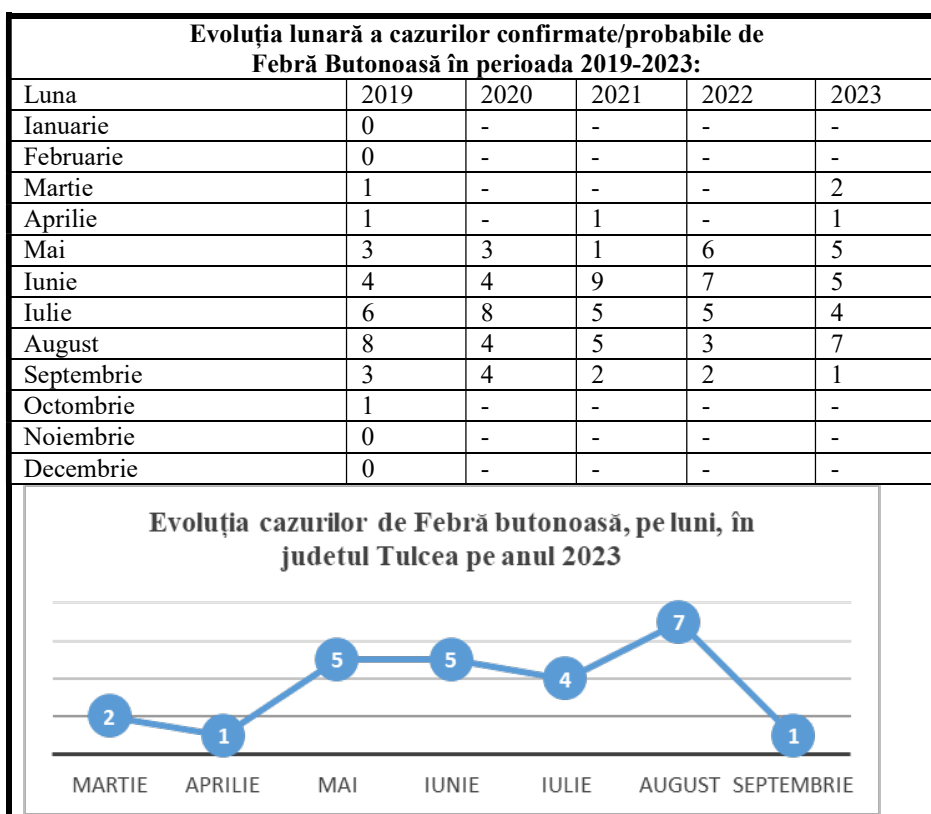 Evoluția lunară a cazurilor confirmate/probabile de
Febră Butonoasă în perioada 2019-2023:
Luna 2019 2020 2021 2022 2023
Ianuarie 0 - - - -
Februarie 0 - - - -
Martie 1 - - - 2
Aprilie 1 - 1 - 1
Mai 3 3 1 6 5
Iunie 4 4 9 7 5
Iulie 6 8 5 5 4
August 8 4 5 3 7
Septembrie 3 4 2 2 1
Octombrie 1 - - - -
Noiembrie 0 - - - -
Decembrie 0 - - - -
Evoluția cazurilor de Febră butonoasă, pe luni, în
judetul Tulcea pe anul 2023
2 1 5 5 4 7 1
MARTIE APRILIE MAI IUNIE IULIE AUGUST SEPTEMBRIE